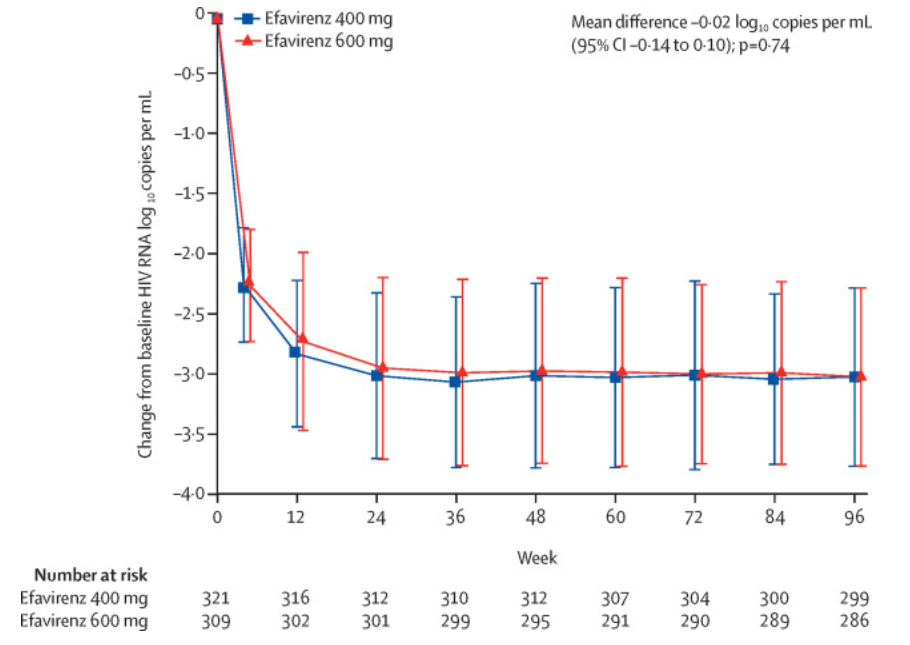 Efavirenz 400 mg
Efavirenz 600 mg
Mean difference –0·02 log₁₀ copies per mL
(95% CI –0·14 to 0·10); p=0·74
Change from baseline HIV RNA log ₁₀ copies per mL
0
–0·5
–1·0
–1·5
–2·0
–2·5
–3·0
–3·5
–4·0
0 12 24 36 48 60 72 84 96
Week
Number at risk
Efavirenz 400 mg 321 316 312 310 312 307 304 300 299
Efavirenz 600 mg 309 302 301 299 295 291 290 289 286